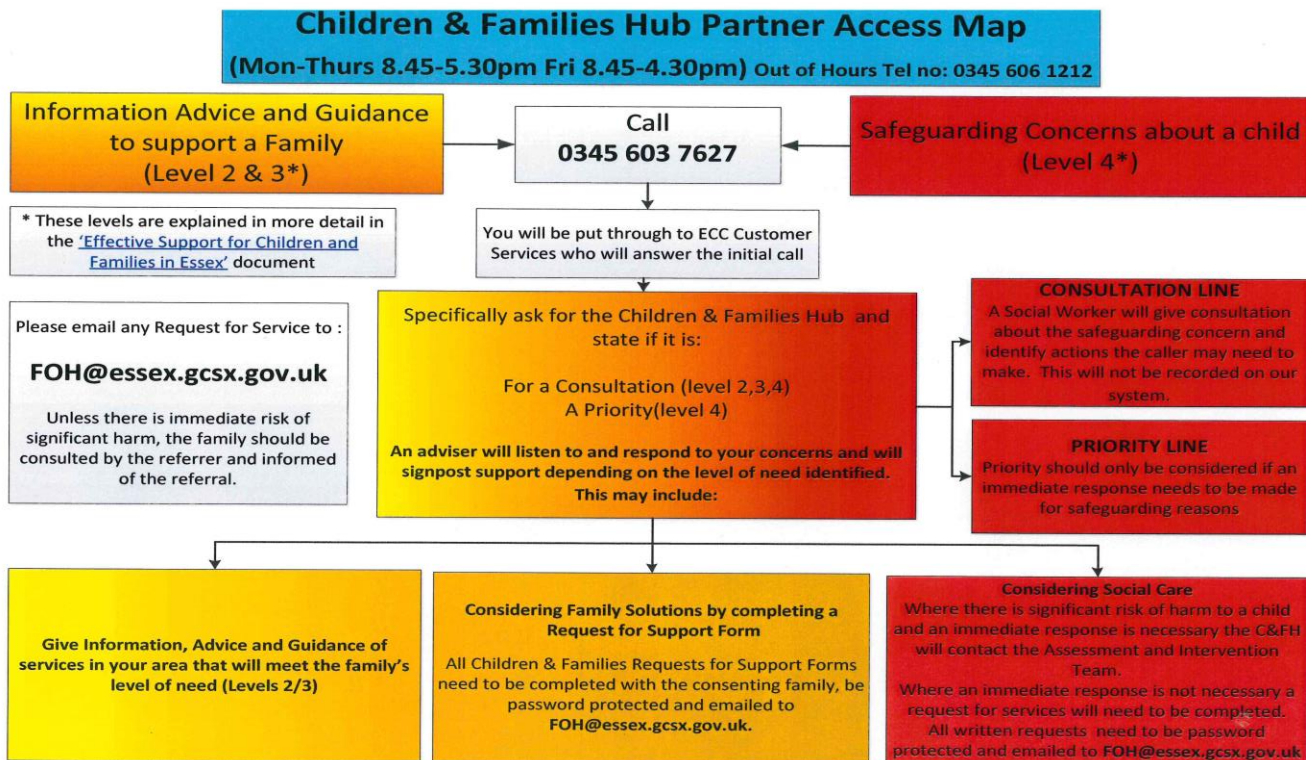 Children & Families Hub Partner Access Map
(Mon-Thurs 8.45-5.30pm Fri 8.45-4.30pm) Out of Hours Tel no: 0345 606 1212
Information Advice and Guidance
to support a Family
(Level 2 & 3*)
Call
0345 603 7627
Safeguarding Concerns about a child
(Level 4*)
* These levels are explained in more detail in
the 'Effective Support for Children and
Families in Essex' document
You will be put through to ECC Customer
Services who will answer the initial call
Please email any Request for Service to :
FOH@essex.gcsx.gov.uk
Unless there is immediate risk of
significant harm, the family should be
consulted by the referrer and informed
of the referral.
Specifically ask for the Children & Families Hub and
state if it is:
For a Consultation (level 2,3,4)
A Priority(level 4)
An adviser will listen to and respond to your concerns and will
signpost support depending on the level of need identified.
This may include:
CONSULTATION LINE
A Social Worker will give consultation
about the safeguarding concern and
identify actions the caller may need to
make. This will not be recorded on our
system.
PRIORITY LINE
Priority should only be considered if an
immediate response needs to be made
for safeguarding reasons
Give Information, Advice and Guidance of
services in your area that will meet the family's
level of need (Levels 2/3)
Considering Family Solutions by completing a
Request for Support Form
All Children & Families Requests for Support Forms
need to be completed with the consenting family, be
password protected and emailed to
FOH@essex.gcsx.gov.uk.
Considering Social Care
Where there is significant risk of harm to a child
and an immediate response is necessary the C&FH
will contact the Assessment and Intervention
Team.
Where an immediate response is not necessary a
request for services will need to be completed.
All written requests need to be password
protected and emailed to FOH@essex.gcsx.gov.uk